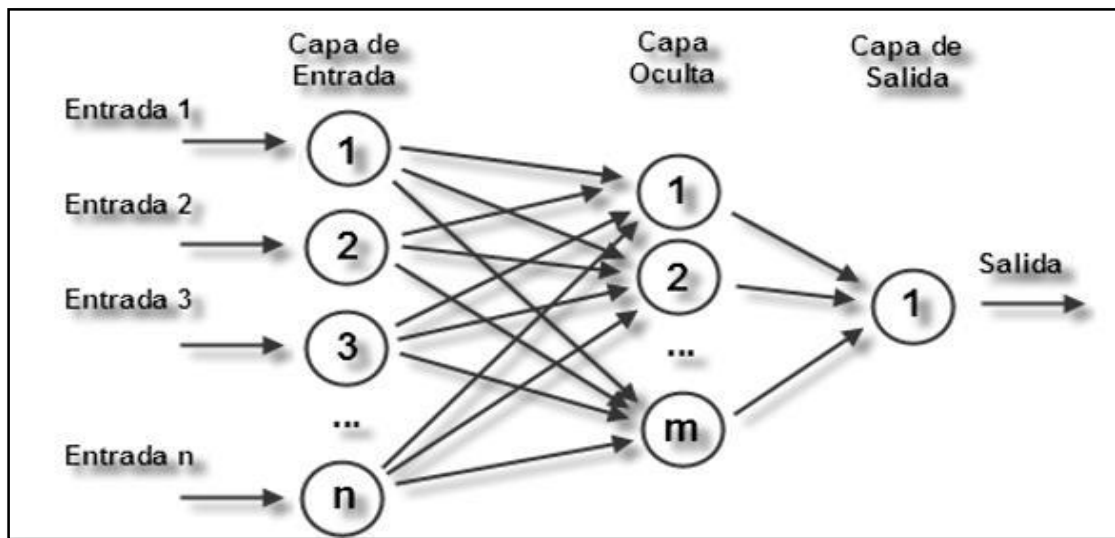 Capa de
Entrada
Capa
Oculta
Capa de
Salida
Entrada 1
1
Entrada 2
2
Entrada 3
3
...
Entrada n
n
1
2
...
m
1
Salida